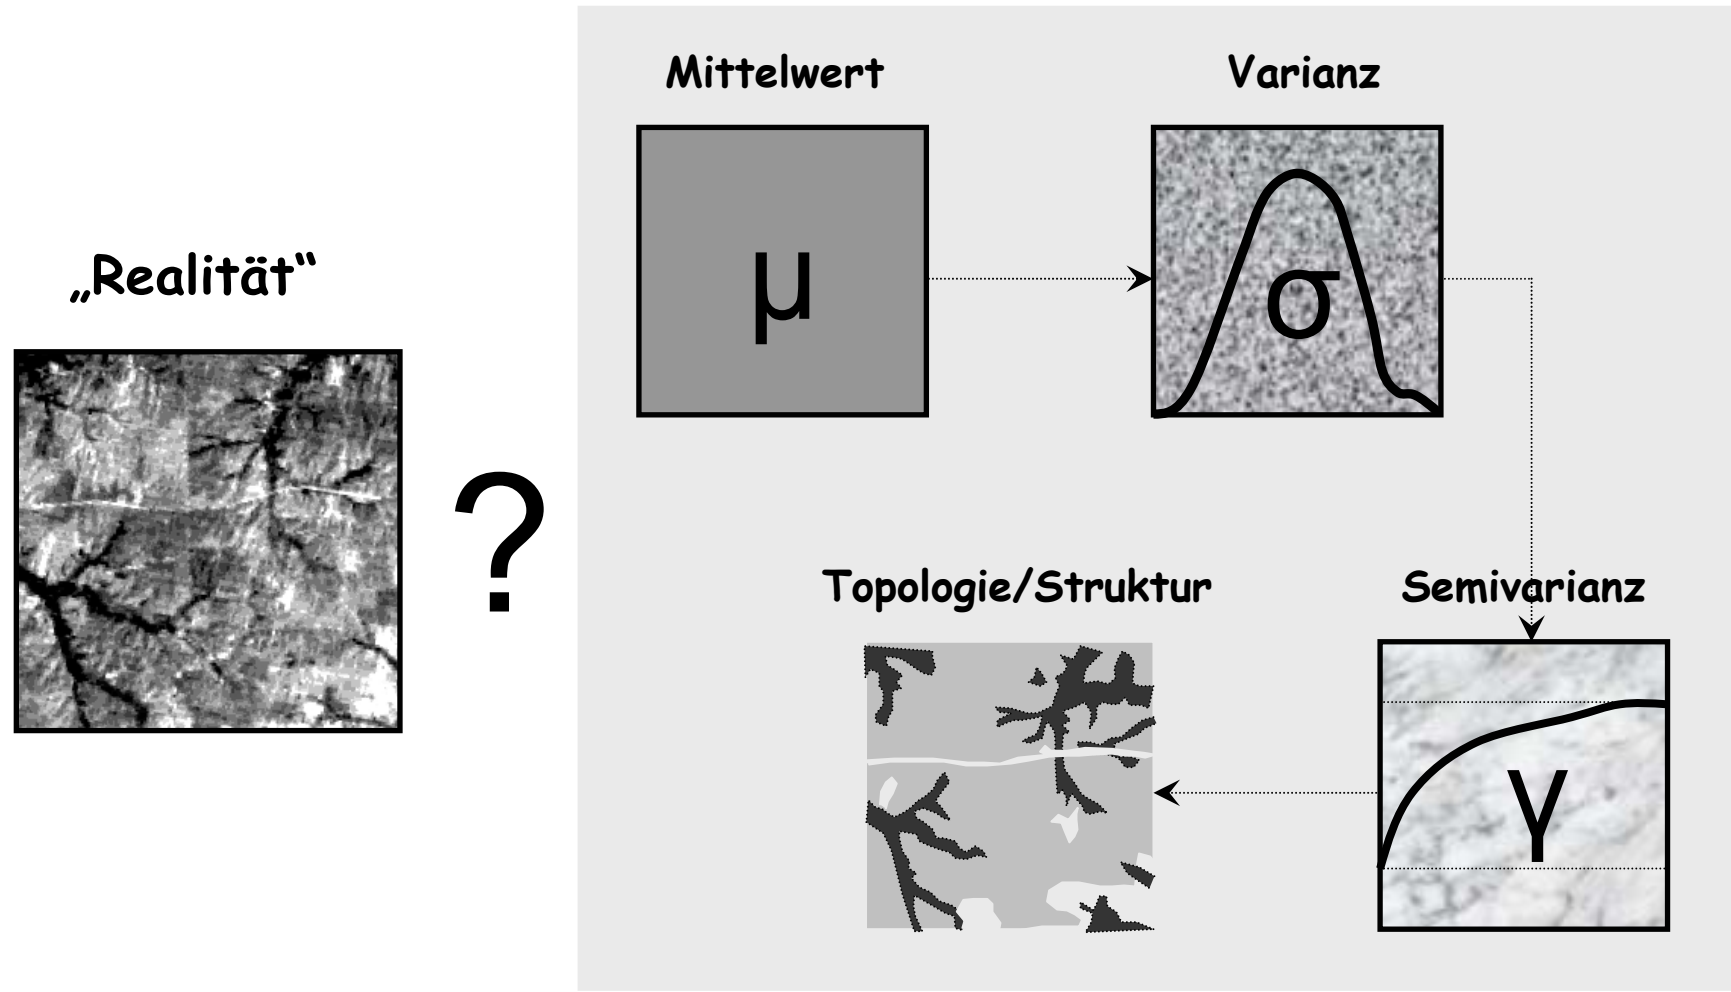 Mittelwert
Varianz
μ
σ
„Realität“
?
Topologie/Struktur
Semivarianz
γ